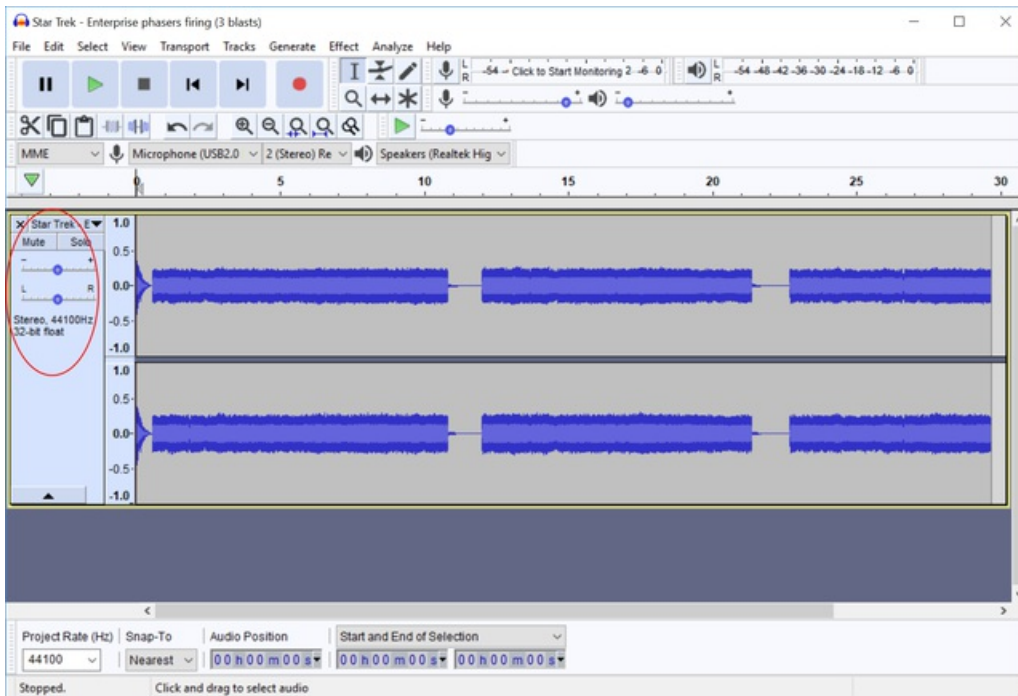 Star Trek - Enterprise phasers firing (3 blasts)
File Edit Select View Transport Tracks Generate Effect Analyze Help
L R -54 - Click to Start Monitoring 2 -6 0 L R -54 -48 -42 -36 -30 -24 -18 -12 -6 0
- + - +
- +
MME Microphone (USB2.0 2 (Stereo) Re Speakers (Realtek Hig
0 5 10 15 20 25 30
Star Trek - E 1.0
Mute Solo
- + 0.5
L R 0.0
Stereo, 44100Hz -0.5
32-bit float
-1.0
1.0
0.5
0.0
-0.5
-1.0
Project Rate (Hz) Snap-To Audio Position Start and End of Selection
44100 Nearest 00 h 00 m 00 s 00 h 00 m 00 s 00 h 00 m 00 s
Stopped. Click and drag to select audio